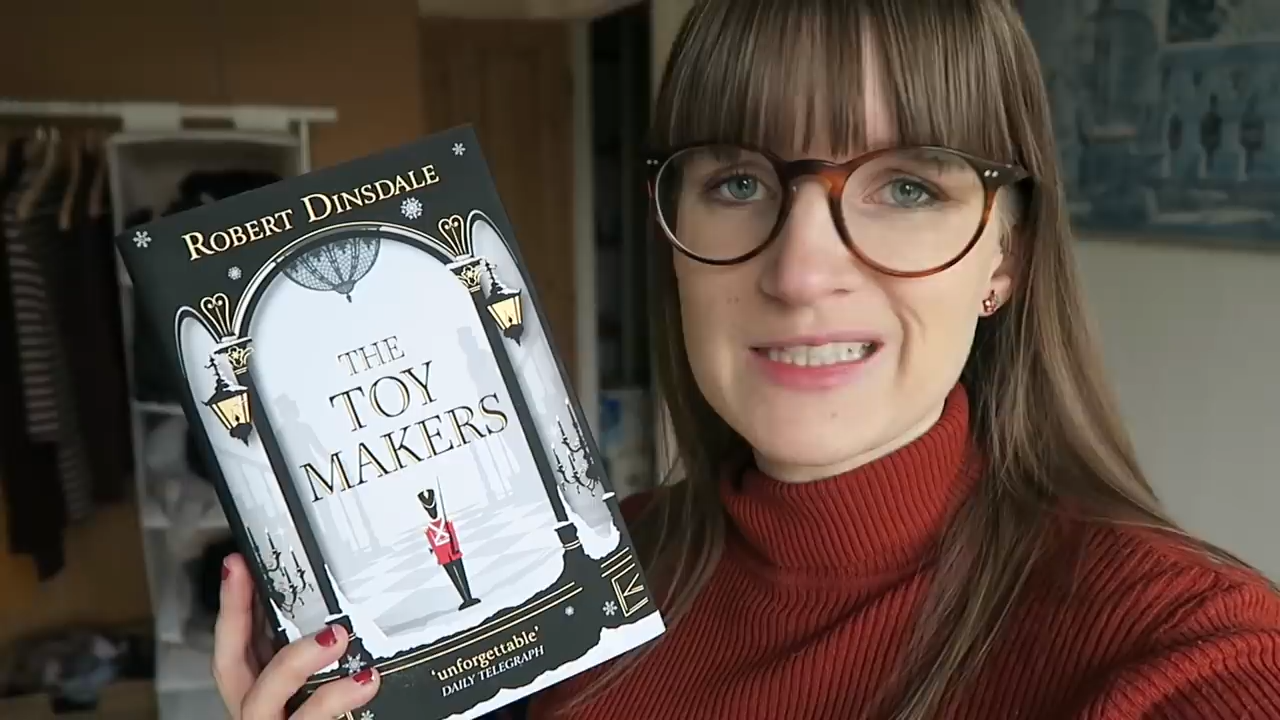 ROBERT DINSDALE
THE
TOY
MAKERS
'unforgettable'
DAILY TELEGRAPH